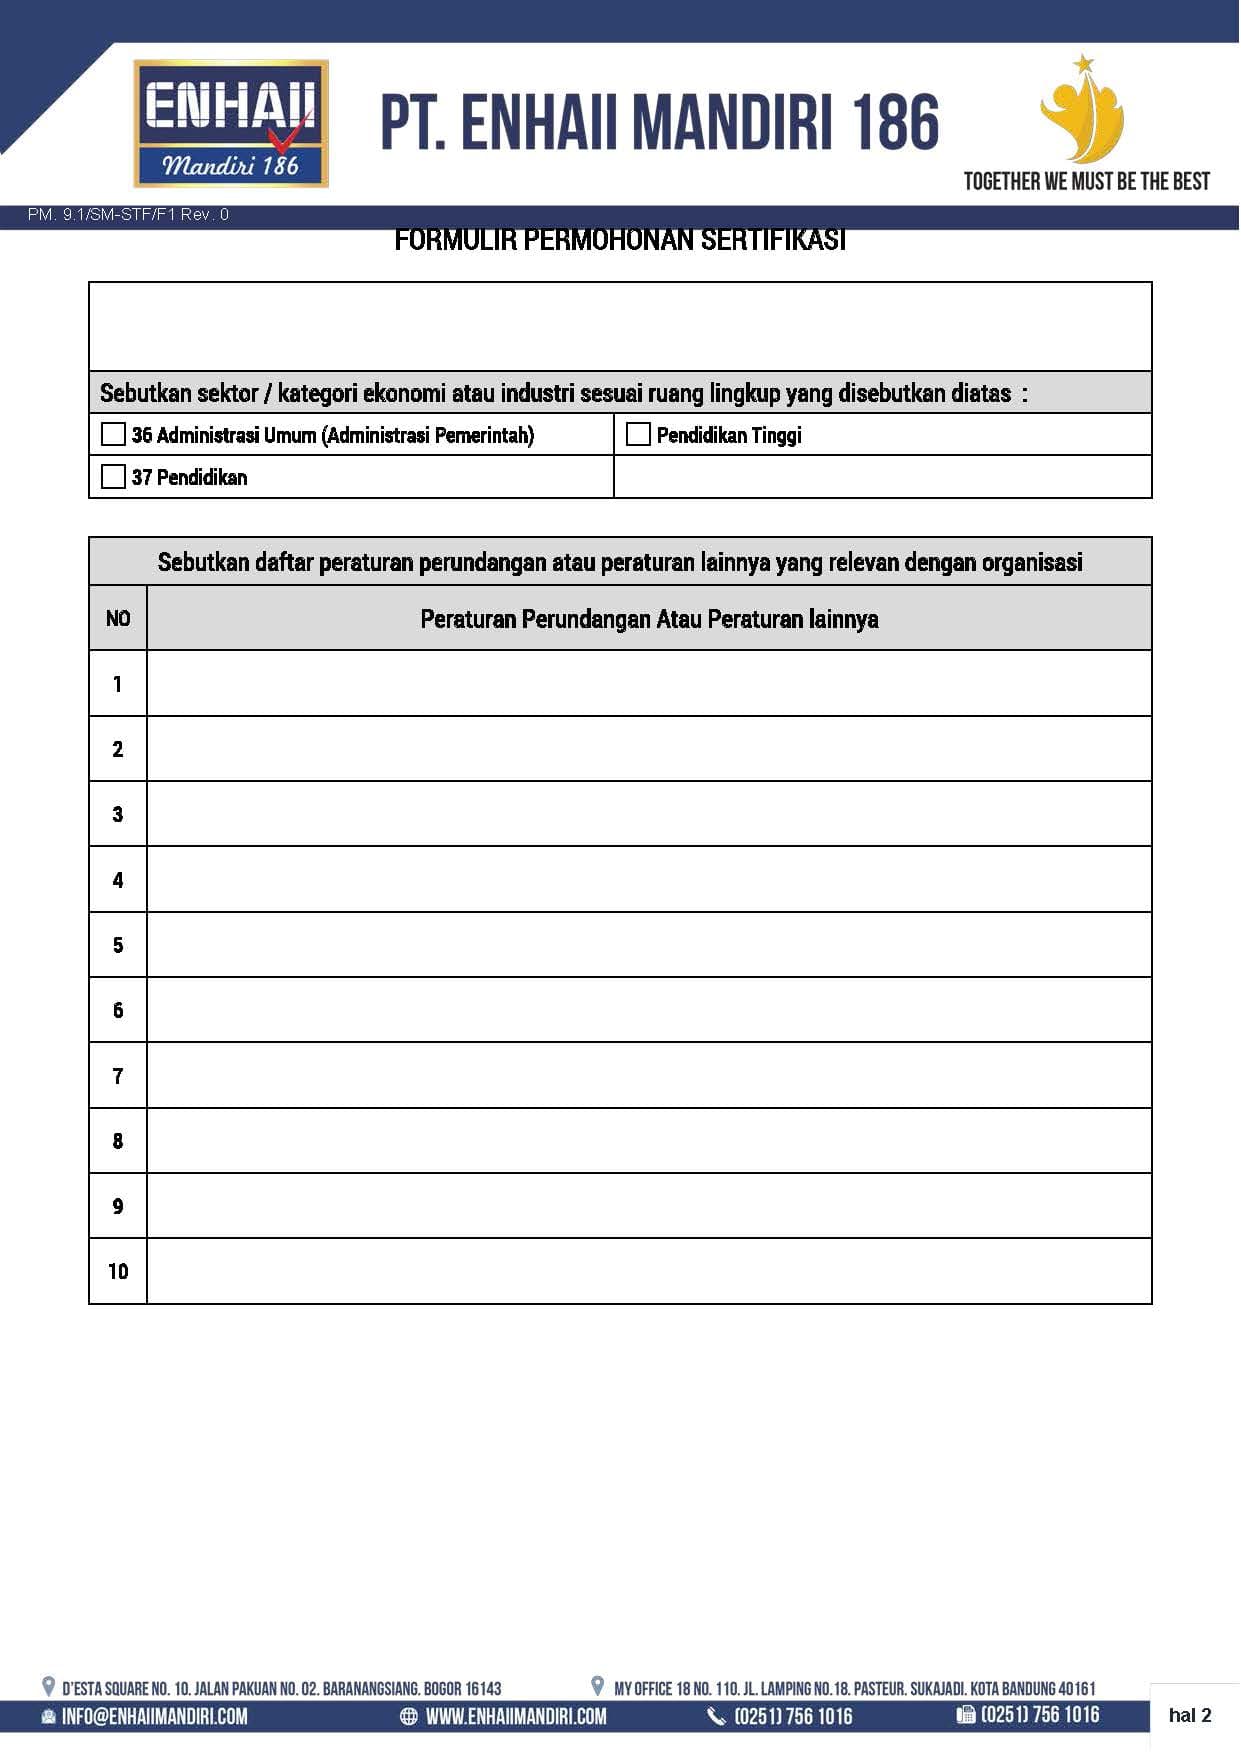 ENHAII
Mandiri 186
PT. ENHAII MANDIRI 186
TOGETHER WE MUST BE THE BEST
PM. 9.1/SM-STF/F1 Rev. 0
FORMULIR PERMOHONAN SERTIFIKASI
Sebutkan sektor / kategori ekonomi atau industri sesuai ruang lingkup yang disebutkan diatas :
36 Administrasi Umum (Administrasi Pemerintah)
Pendidikan Tinggi
37 Pendidikan
Sebutkan daftar peraturan perundangan atau peraturan lainnya yang relevan dengan organisasi
NO
Peraturan Perundangan Atau Peraturan lainnya
1
2
3
4
5
6
7
8
9
10
D'ESTA SQUARE NO. 10. JALAN PAKUAN NO. 02. BARANANGSIANG. BOGOR 16143
MY OFFICE 18 NO. 110. JL. LAMPING NO.18. PASTEUR. SUKAJADI. KOTA BANDUNG 40161
INFO@ENHAIIMANDIRI.COM
WWW.ENHAIIMANDIRI.COM
(0251) 756 1016
(0251) 756 1016
hal 2